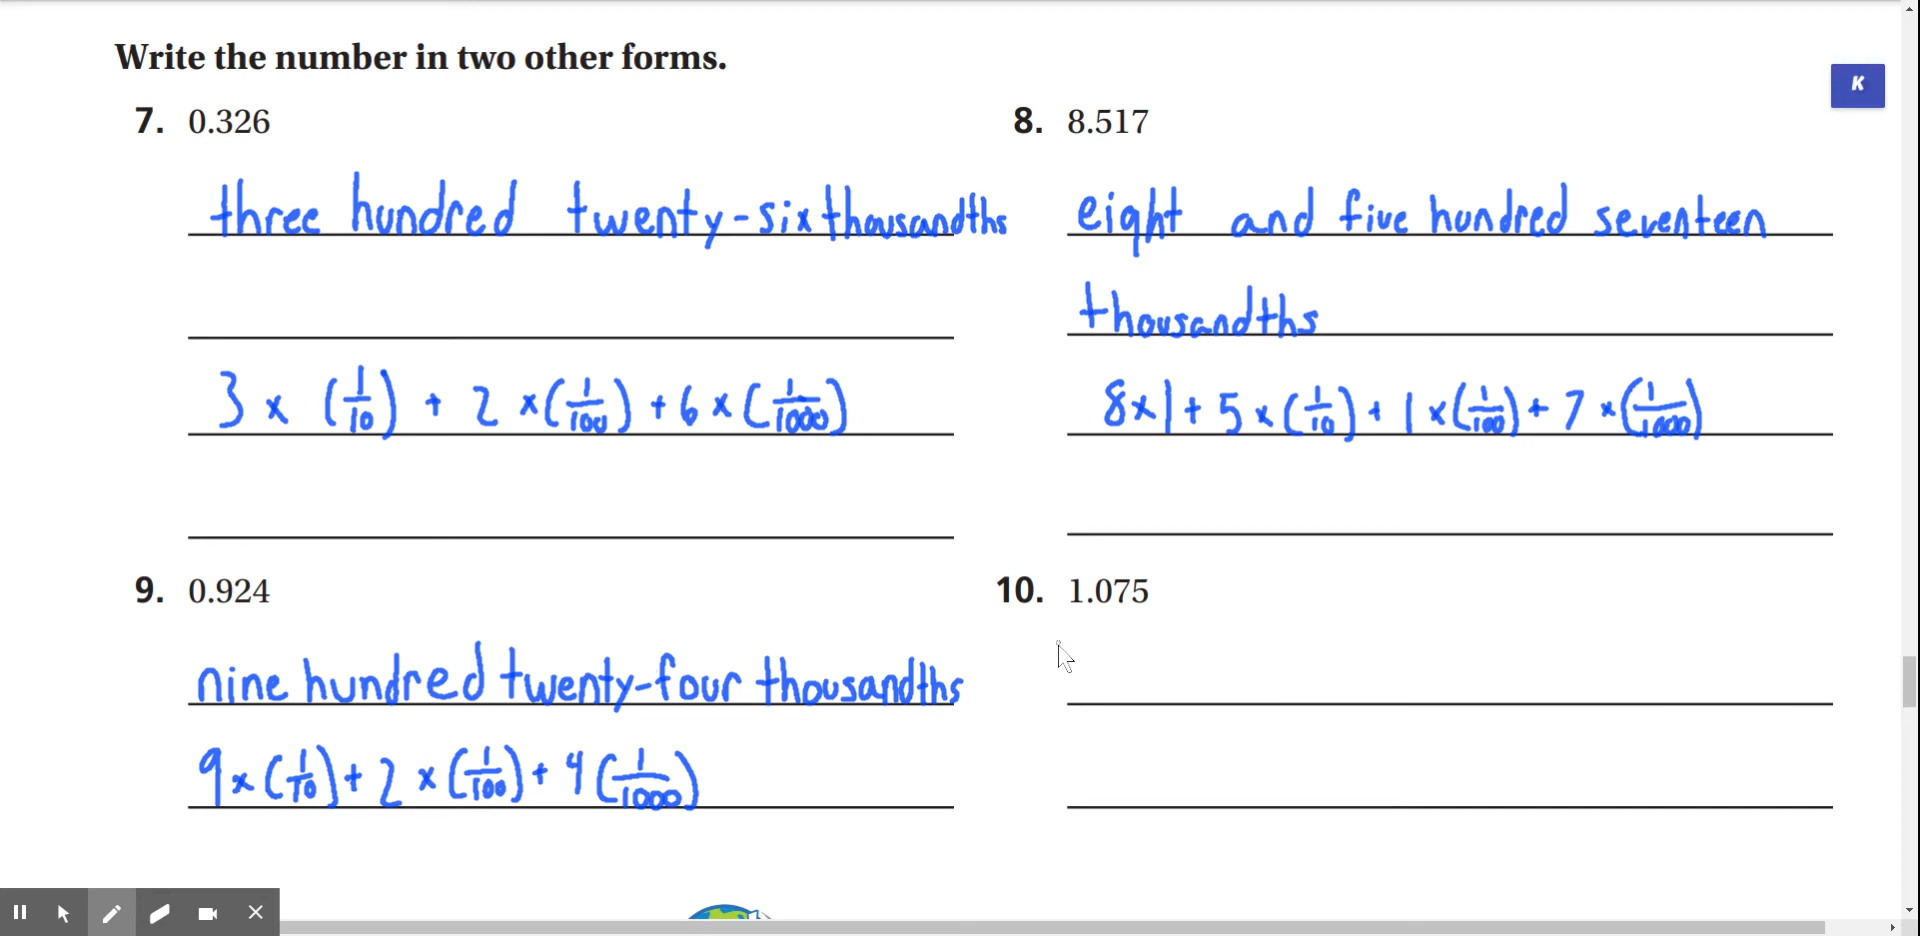 Write the number in two other forms.
K
7. 0.326
three hundred twenty-six thousandths
3 × (1/10) + 2 × (1/100) + 6 × (1/1000)
8. 8.517
eight and five hundred seventeen
thousandths
8×1 + 5 × (1/10) + 1 × (1/100) + 7 × (1/1000)
9. 0.924
nine hundred twenty-four thousandths
9 × (1/10) + 2 × (1/100) + 4 (1/1000)
10. 1.075